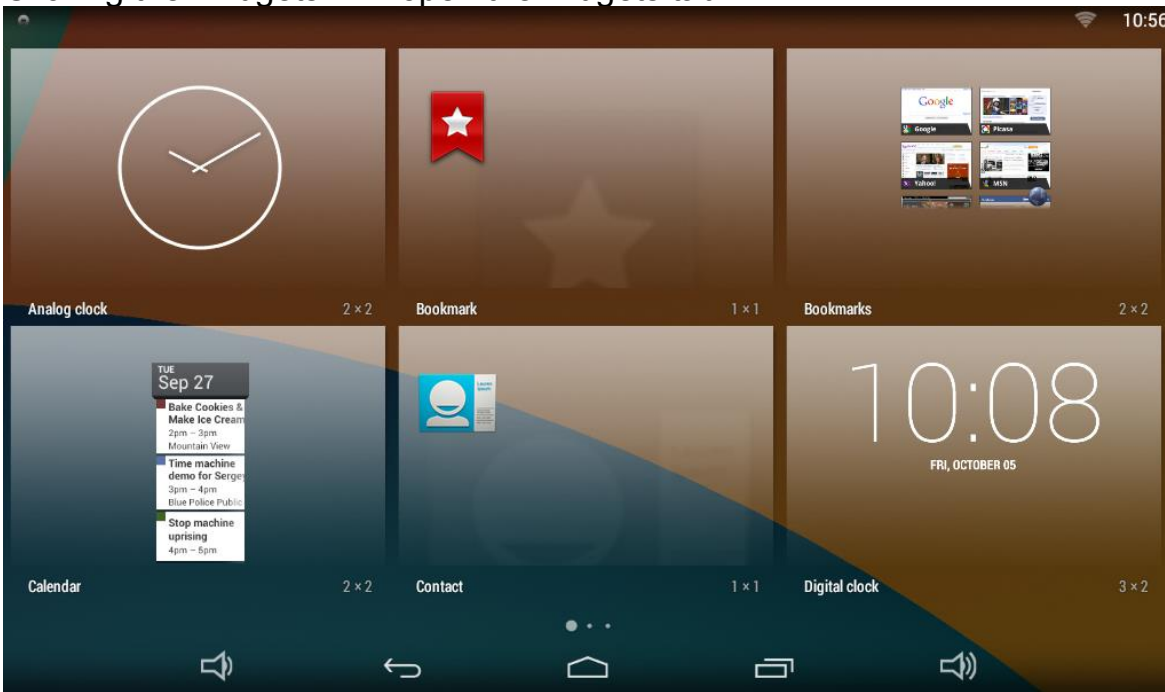 10:56
Google
Google
Picasa
Yahoo!
MSN
Analog clock 2 × 2
Bookmark 1 × 1
Bookmarks 2 × 2
TUE
Sep 27
Bake Cookies &
Make Ice Cream
2pm – 3pm
Mountain View
Time machine
demo for Sergey
3pm – 4pm
Blue Police Public
Stop machine
uprising
4pm – 5pm
Lorem
Ipsum
10:08
FRI, OCTOBER 05
Calendar 2 × 2
Contact 1 × 1
Digital clock 3 × 2